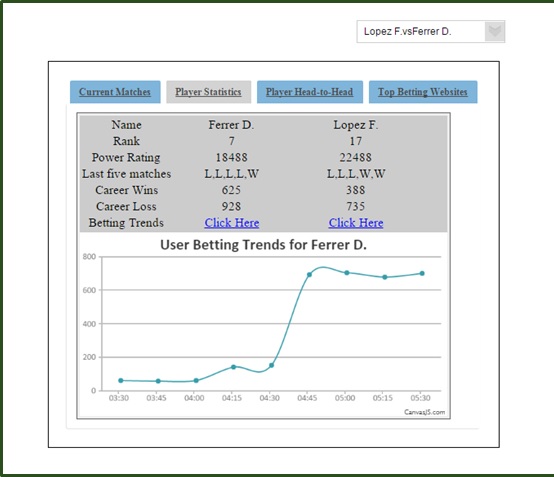 Lopez F.vsFerrer D.
Current Matches Player Statistics Player Head-to-Head Top Betting Websites
Name Ferrer D. Lopez F.
Rank 7 17
Power Rating 18488 22488
Last five matches L,L,L,L,W L,L,L,W,W
Career Wins 625 388
Career Loss 928 735
Betting Trends Click Here Click Here
User Betting Trends for Ferrer D.
800
600
400
200
0
03:30 03:45 04:00 04:15 04:30 04:45 05:00 05:15 05:30
CanvasJS.com